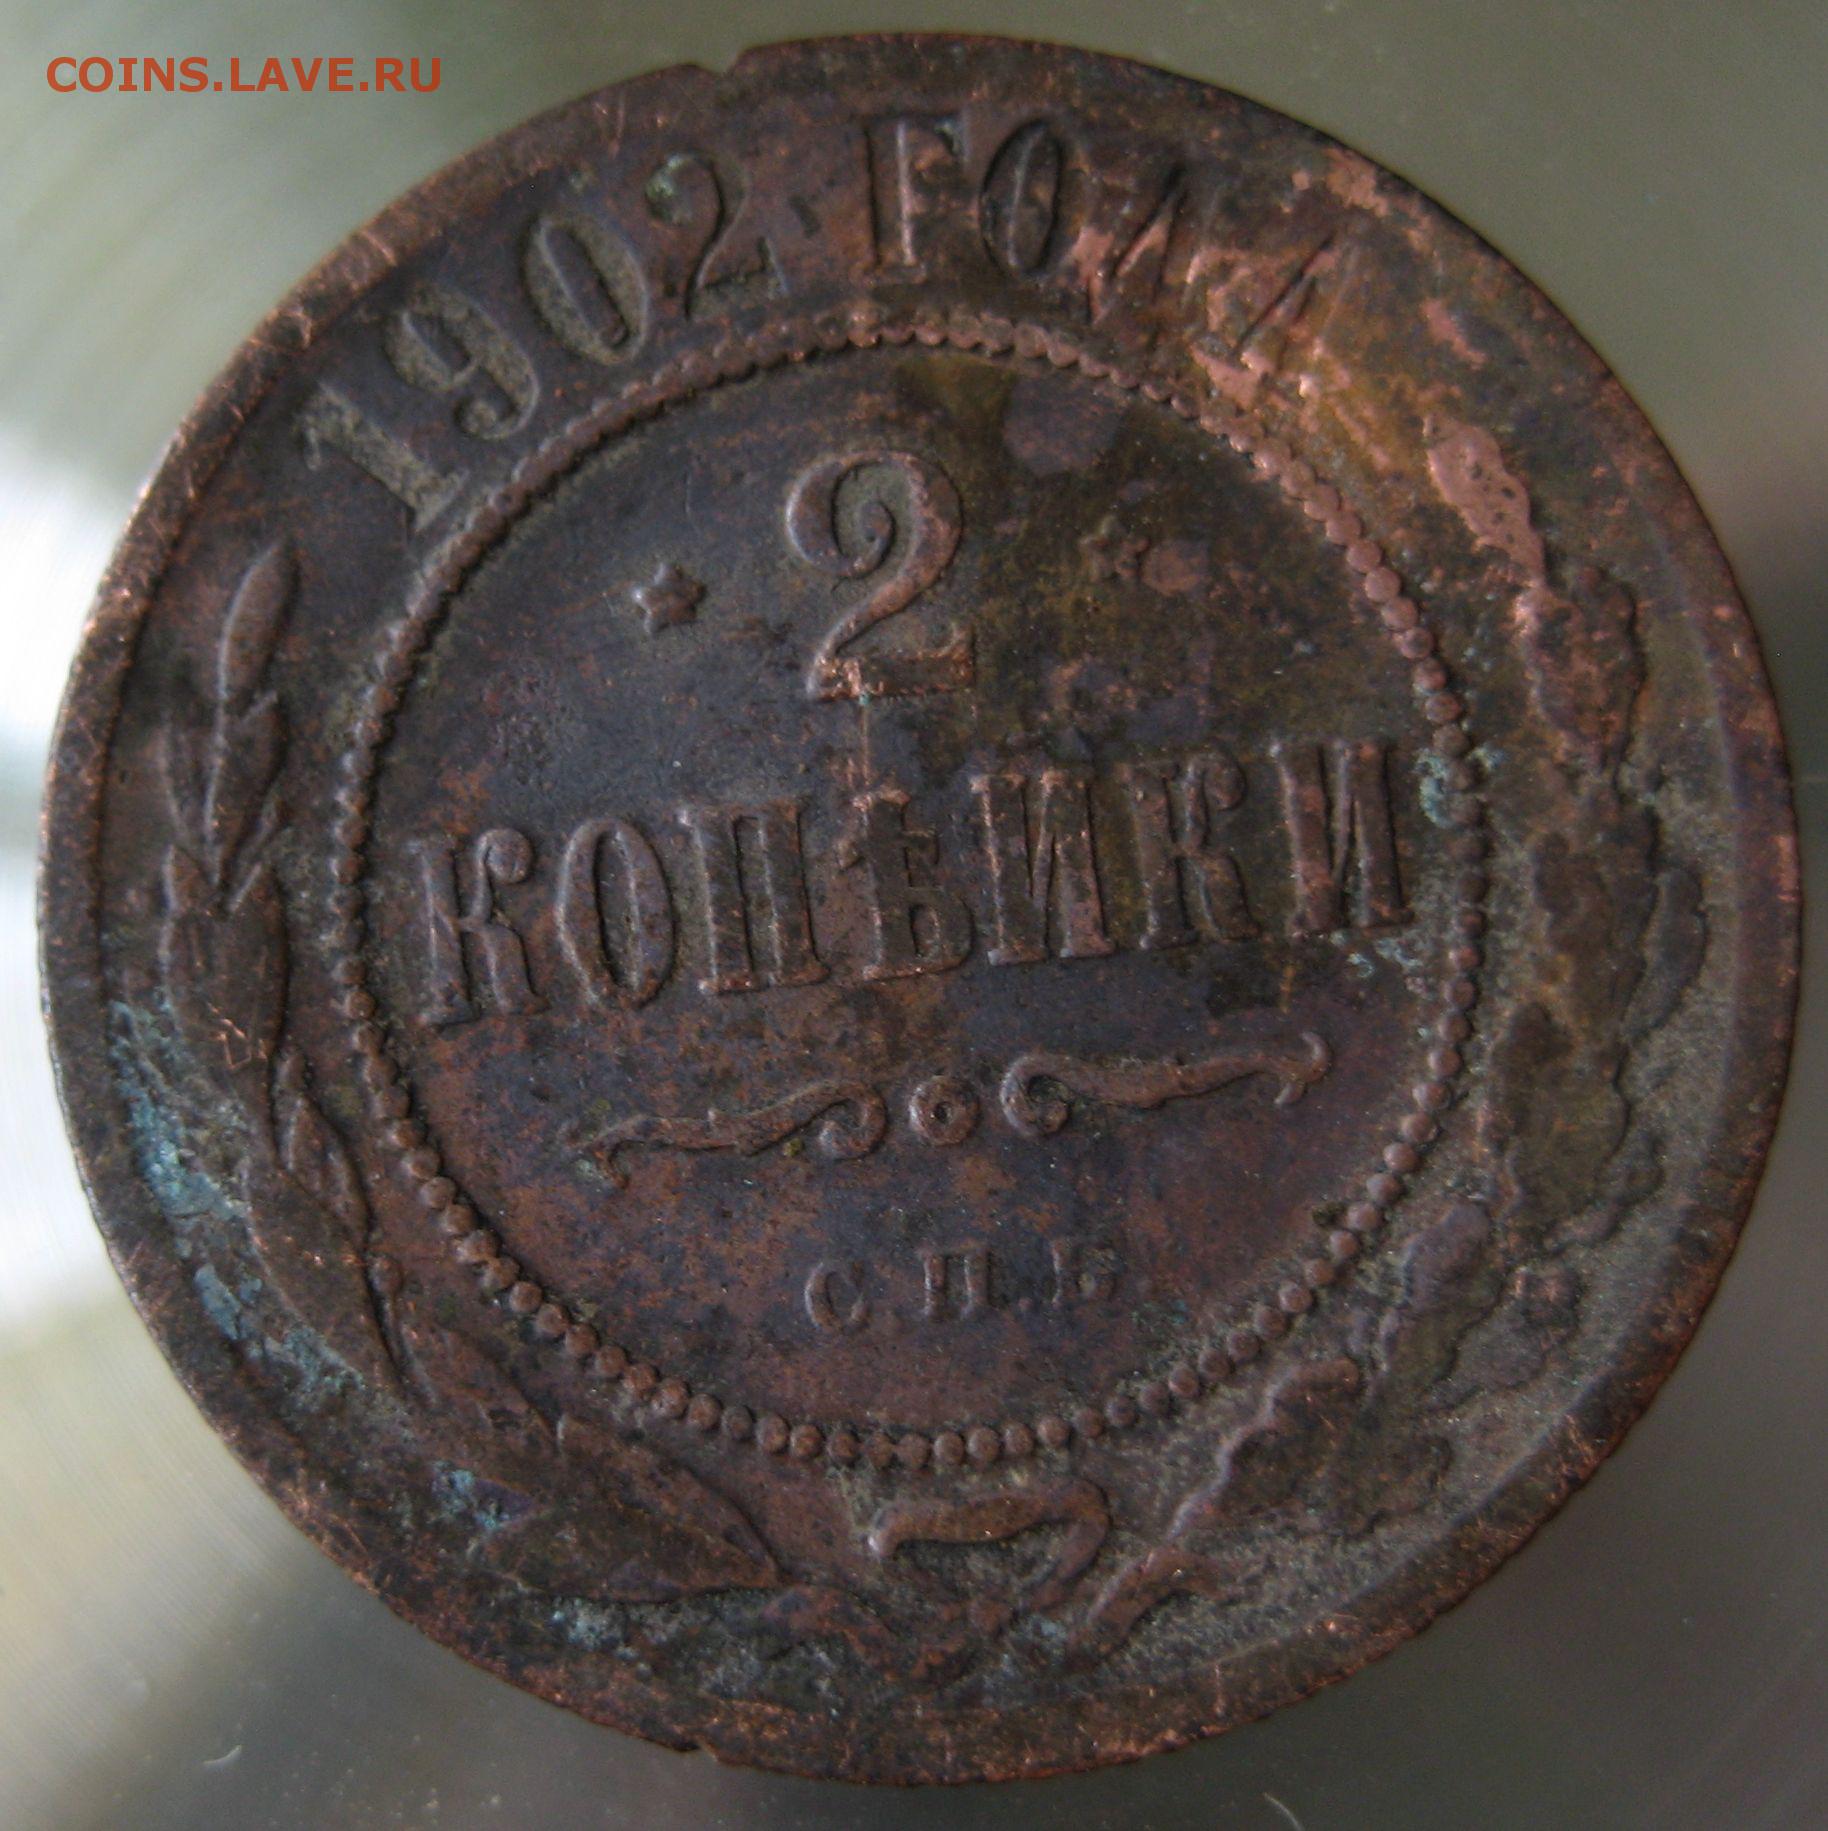 COINS.LAVE.RU
1902 ГОДА
2
КОПѢЙКИ
С.П.Б.